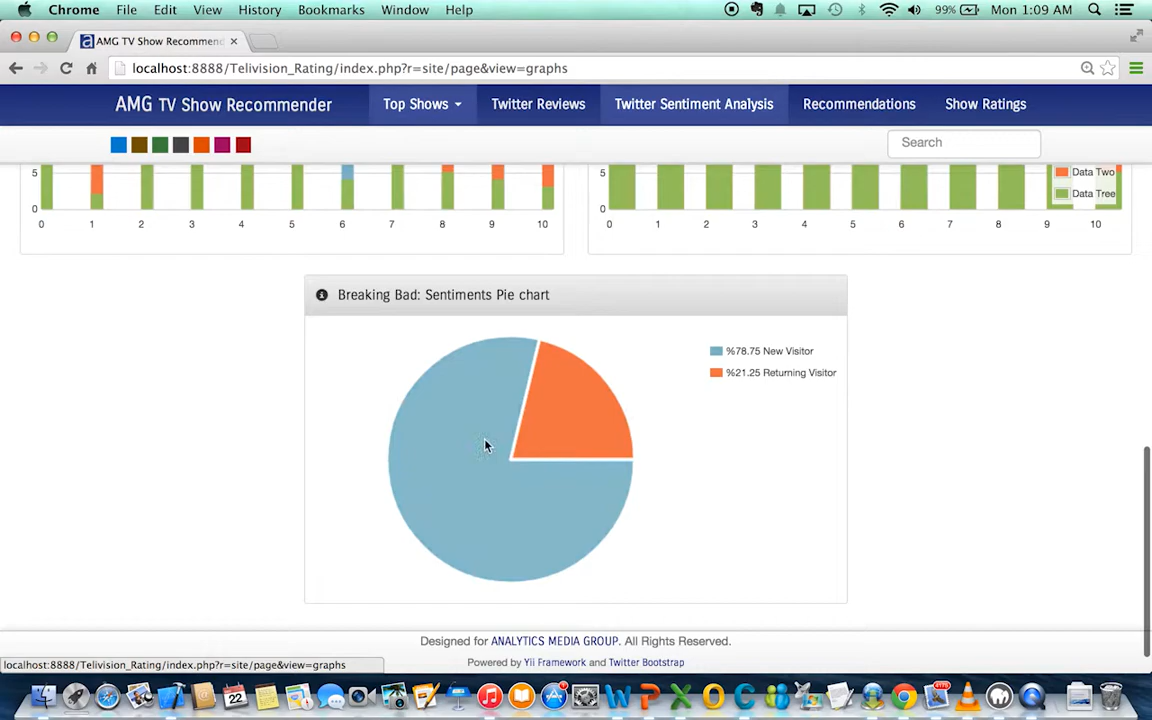 Chrome File Edit View History Bookmarks Window Help 99% Mon 1:09 AM
AMG TV Show Recommend
localhost:8888/Telivision_Rating/index.php?r=site/page&view=graphs
AMG TV Show Recommender Top Shows Twitter Reviews Twitter Sentiment Analysis Recommendations Show Ratings
Search
5 5 Data Two
0 0 Data Tree
0 1 2 3 4 5 6 7 8 9 10 0 1 2 3 4 5 6 7 8 9 10
Breaking Bad: Sentiments Pie chart
%78.75 New Visitor
%21.25 Returning Visitor
Designed for ANALYTICS MEDIA GROUP. All Rights Reserved.
Powered by Yii Framework and Twitter Bootstrap
localhost:8888/Telivision_Rating/index.php?r=site/page&view=graphs